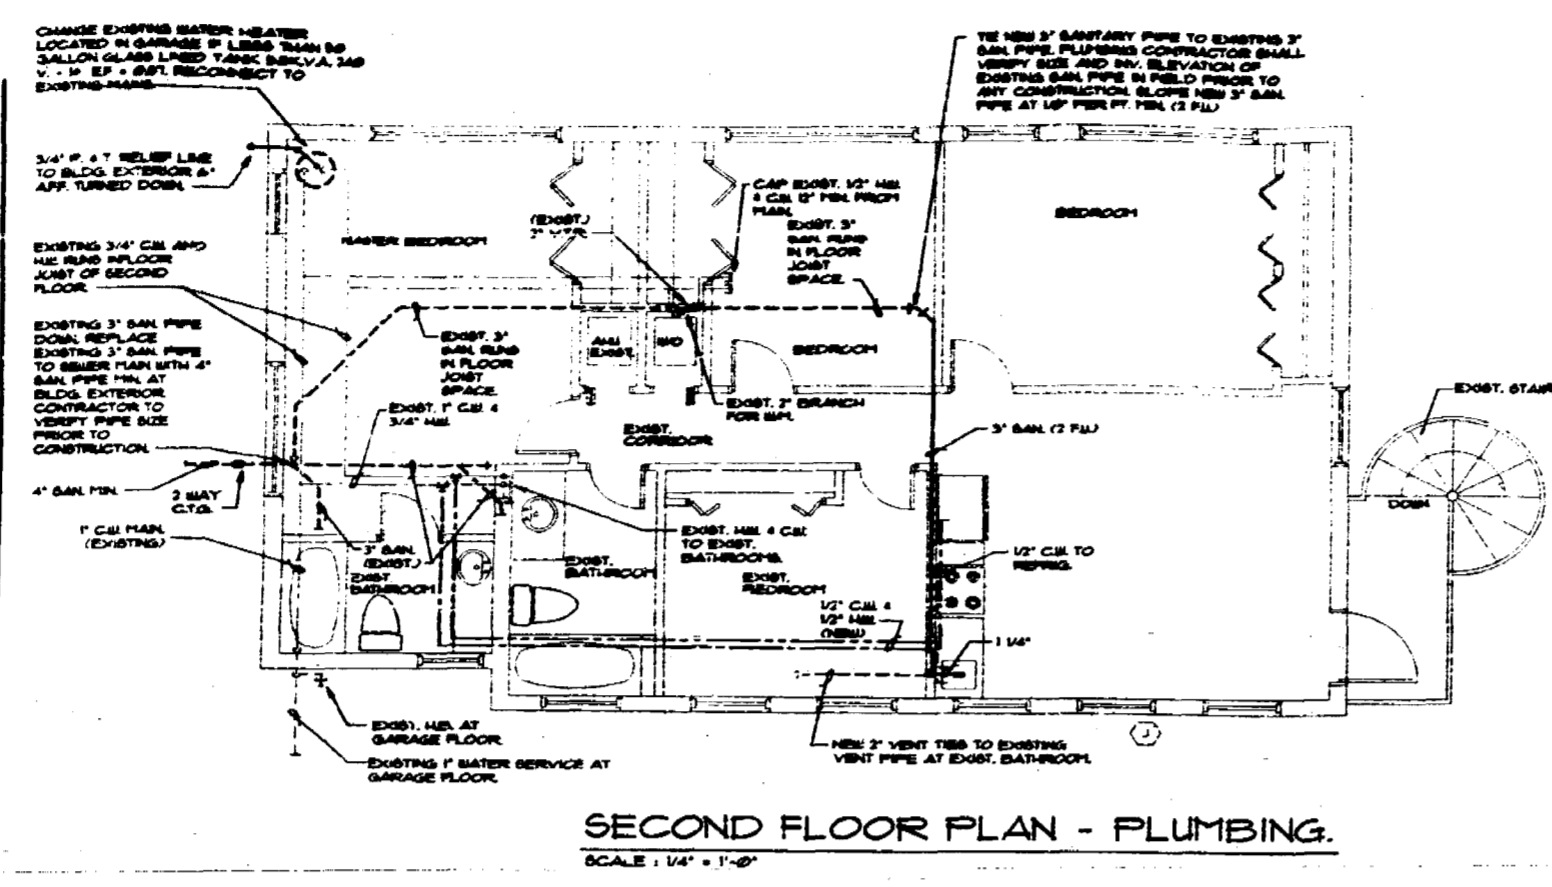 CHANGE EXISTING WATER HEATER
LOCATED IN GARAGE IF LESS THAN 50
GALLON GLASS LINED TANK, V.A. 240
V. - 1φ EF = RECONNECT TO
EXISTING MAINS.
3/4" P. & T. RELIEF LINE
TO BLDG. EXTERIOR 6"
AFF. TURNED DOWN.
EXISTING 3/4" C.W. AND
H.W. RUNS INFLOOR
JOIST OF SECOND
FLOOR
EXISTING 3" SAN. PIPE
DOWN. REPLACE
EXISTING 3" SAN. PIPE
TO SEWER MAIN WITH 4"
SAN. PIPE MIN. AT
BLDG. EXTERIOR
CONTRACTOR TO
VERIFY PIPE SIZE
PRIOR TO
CONSTRUCTION.
4" SAN. MIN.
2 WAY
C.T.G.
1" C.W. MAIN.
(EXISTING)
TIE NEW 3" SANITARY PIPE TO EXISTING 3"
SAN. PIPE. PLUMBING CONTRACTOR SHALL
VERIFY SIZE AND INV. ELEVATION OF
EXISTING SAN. PIPE IN FIELD PRIOR TO
ANY CONSTRUCTION. SLOPE NEW 3" SAN.
PIPE AT 1/8" PER FT. MIN. (2 F.U.)
MASTER BEDROOM
(EXIST.)
2" V.T.R.
CAP EXIST. 1/2" H.W.
& C.W. 12" MIN. FROM
MAIN.
EXIST. 3"
SAN. RUNS
IN FLOOR
JOIST
SPACE.
BEDROOM
EXIST. 3"
SAN. RUNS
IN FLOOR
JOIST
SPACE.
AHU
EXIST.
W/D
BEDROOM
EXIST. 1" C.W. &
3/4" H.W.
EXIST. 2" BRANCH
FOR W.M.
EXIST.
CORRIDOR
3" SAN. (2 F.U.)
EXIST. STAIR
DOWN
3" SAN.
(EXIST.)
EXIST.
BATHROOM
EXIST.
BATHROOM
EXIST. H.W. & C.W.
TO EXIST.
BATHROOMS.
EXIST.
BEDROOM
1/2" C.W. TO
REFRIG.
1/2" C.W. &
1/2" H.W.
(NEW)
1 1/4"
EXIST. H.B. AT
GARAGE FLOOR
EXISTING 1" WATER SERVICE AT
GARAGE FLOOR
NEW 2" VENT TIES TO EXISTING
VENT PIPE AT EXIST. BATHROOM.
J
SECOND FLOOR PLAN - PLUMBING.
SCALE : 1/4" = 1'-0"